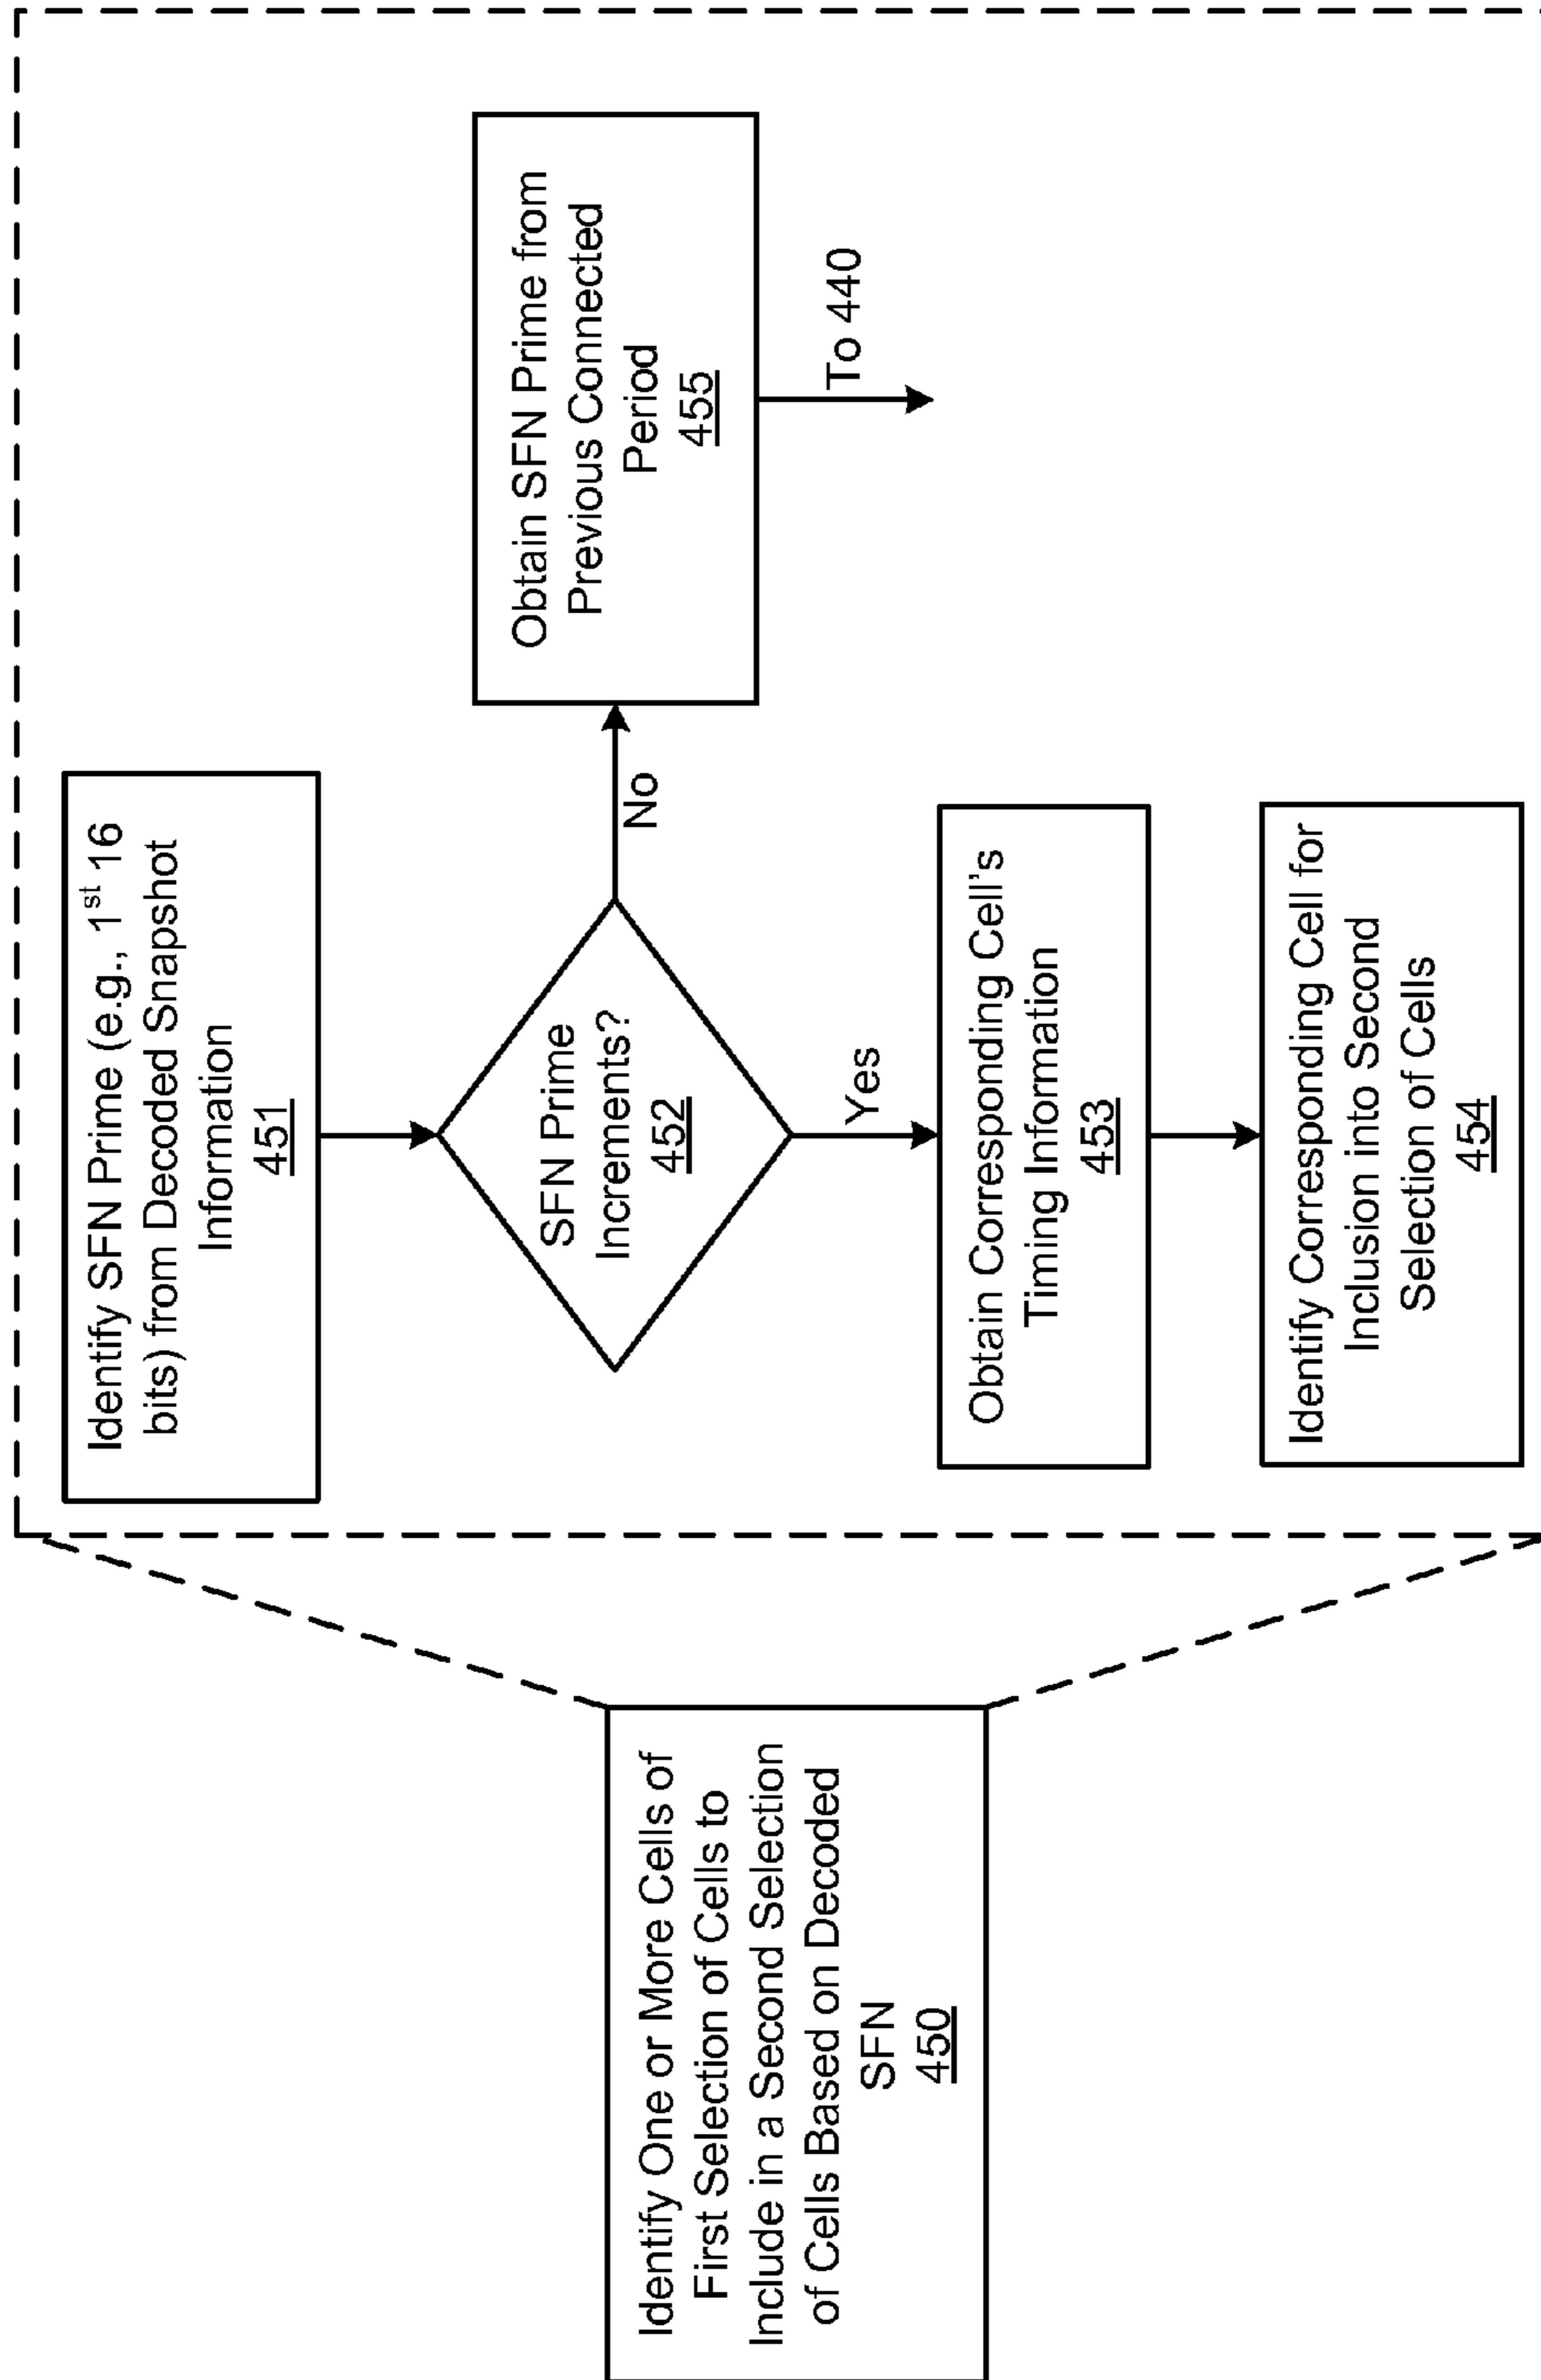 Identify One or More Cells of
First Selection of Cells to
Include in a Second Selection
of Cells Based on Decoded
SFN
450
Identify SFN Prime (e.g., 1st 16
bits) from Decoded Snapshot
Information
451
SFN Prime
Increments?
452
No
Obtain SFN Prime from
Previous Connected
Period
455
To 440
Yes
Obtain Corresponding Cell's
Timing Information
453
Identify Corresponding Cell for
Inclusion into Second
Selection of Cells
454